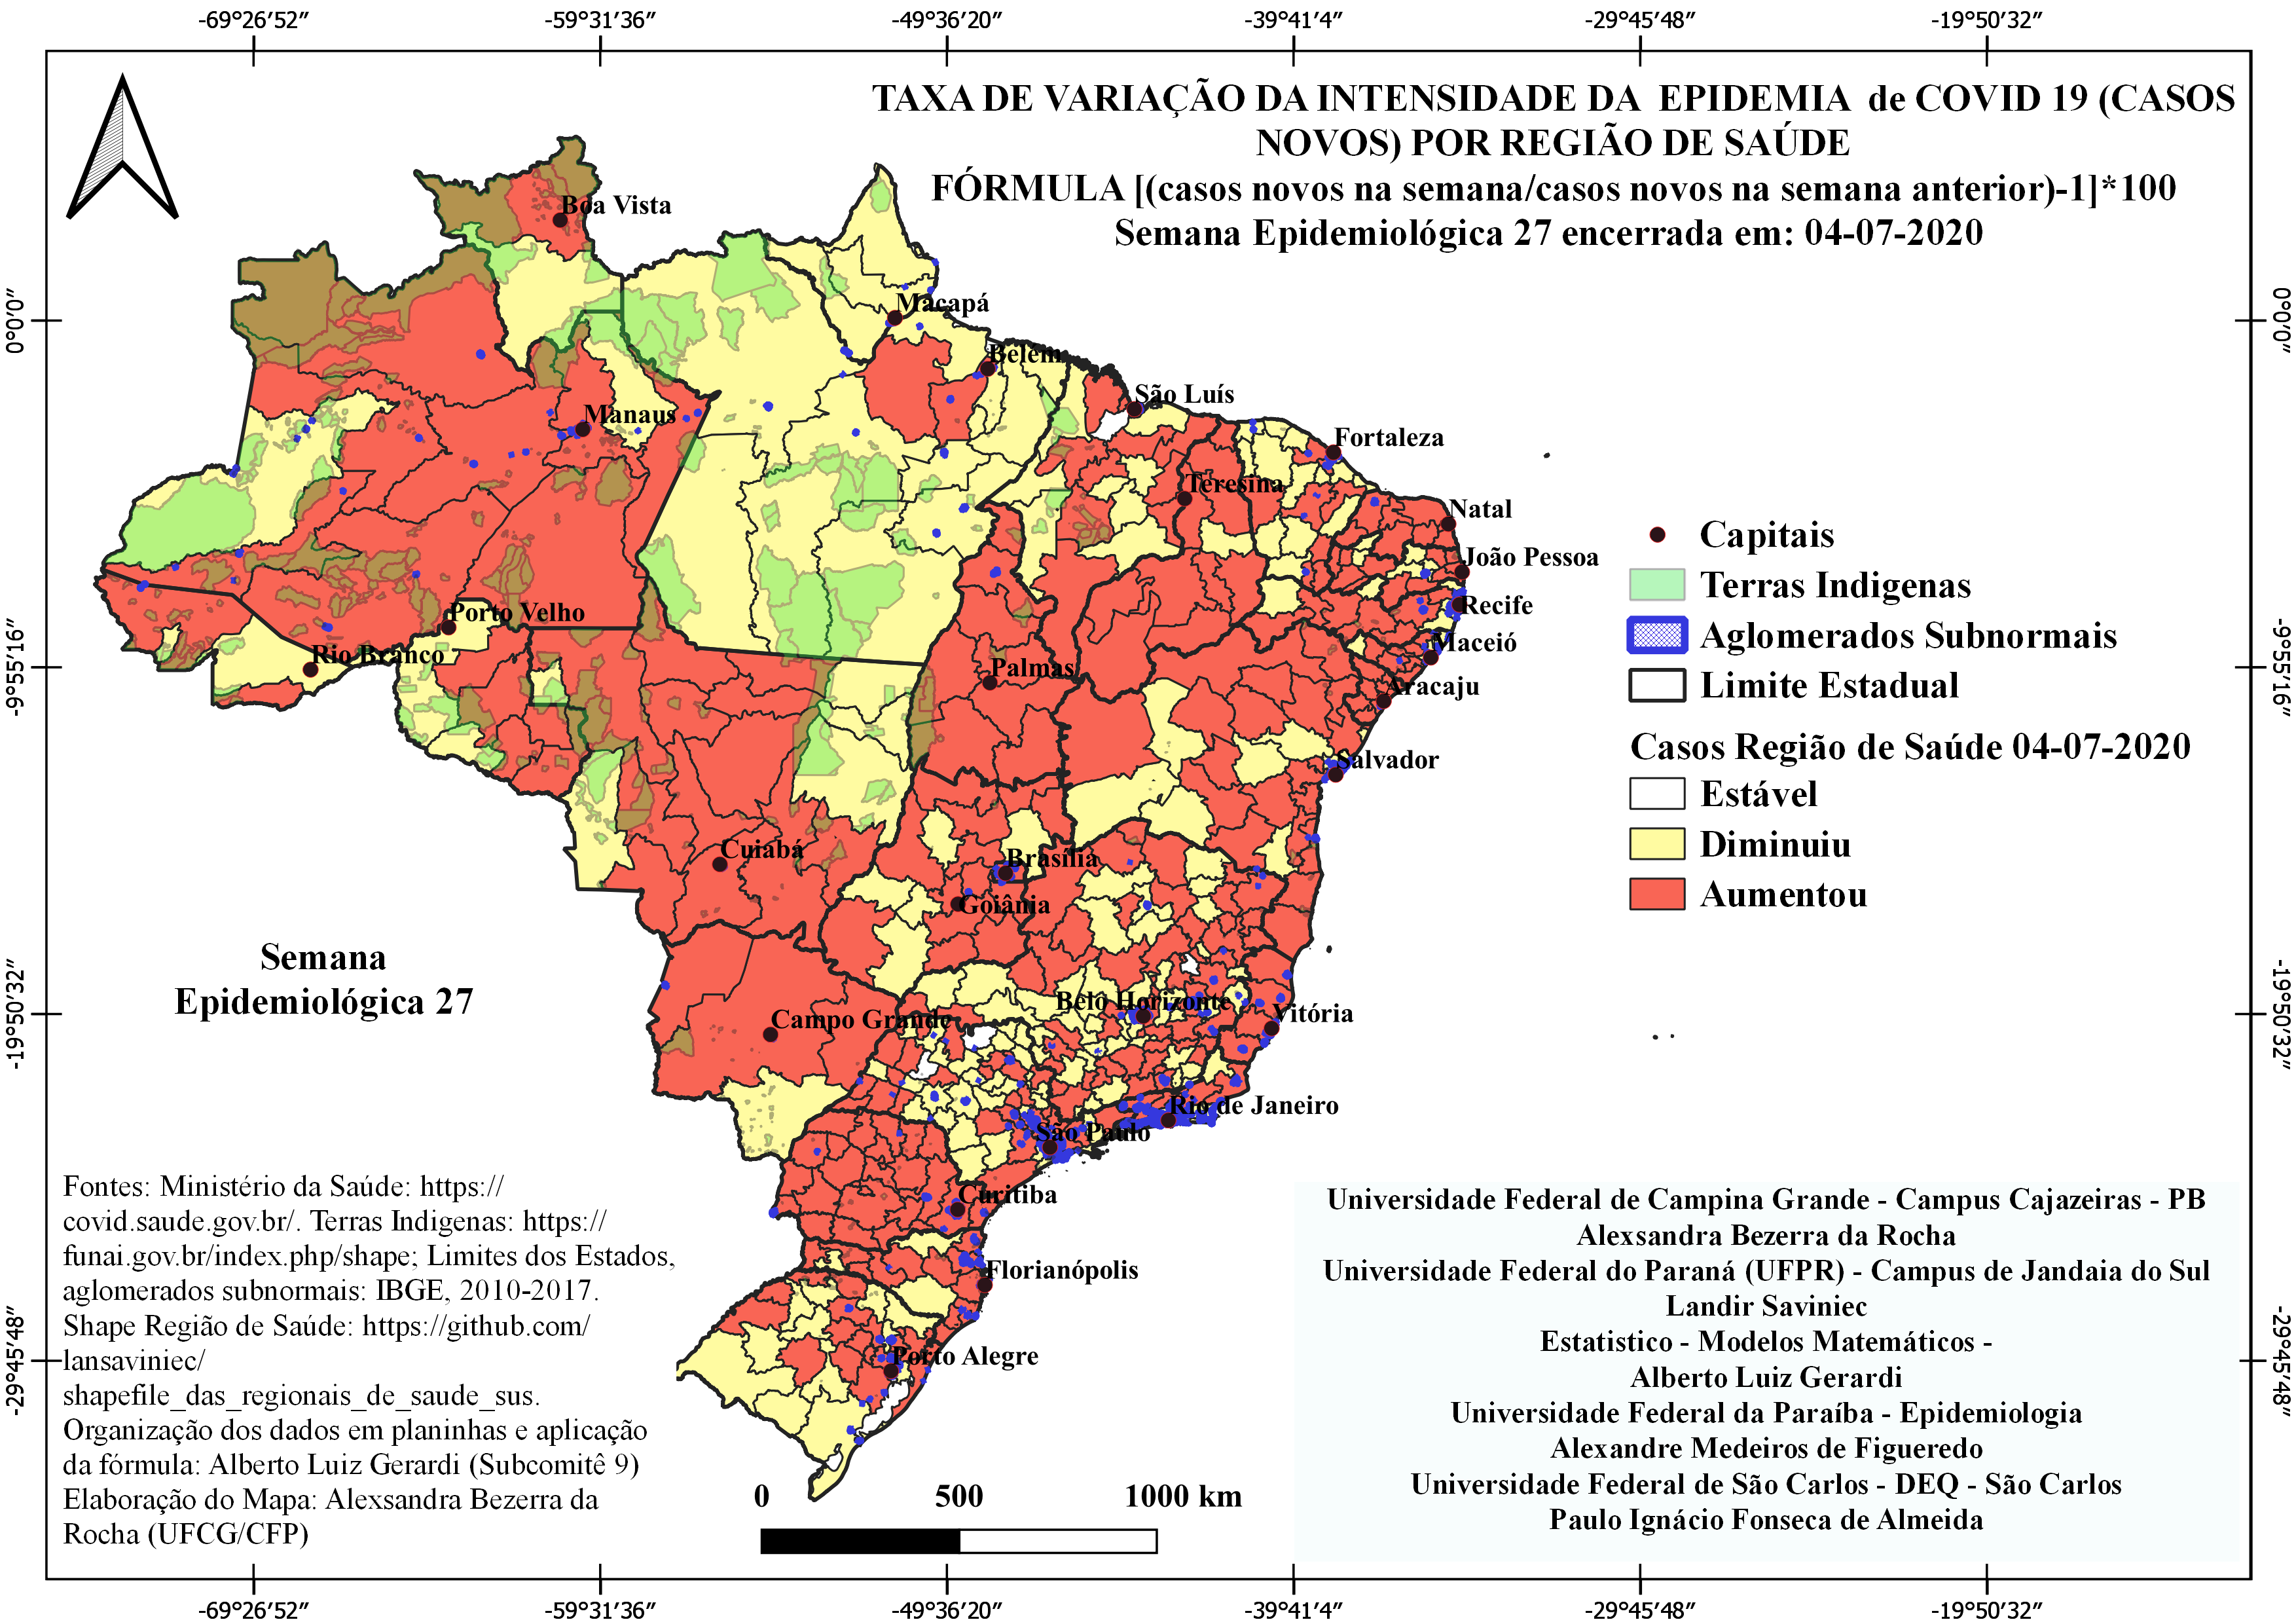 -69°26′52″ -59°31′36″ -49°36′20″ -39°41′4″ -29°45′48″ -19°50′32″
TAXA DE VARIAÇÃO DA INTENSIDADE DA EPIDEMIA de COVID 19 (CASOS
NOVOS) POR REGIÃO DE SAÚDE
FÓRMULA [(casos novos na semana/casos novos na semana anterior)-1]*100
Semana Epidemiológica 27 encerrada em: 04-07-2020
0°0′0″ 0°0′0″
-9°55′16″ -9°55′16″
-19°50′32″ -19°50′32″
-29°45′48″ -29°45′48″
Boa Vista
Macapá
Belém
São Luís
Manaus
Fortaleza
Teresina
Natal
João Pessoa
Recife
Porto Velho
Maceió
Rio Branco
Palmas
Aracaju
Salvador
Cuiabá
Brasília
Goiânia
Belo Horizonte
Vitória
Campo Grande
Rio de Janeiro
São Paulo
Curitiba
Florianópolis
Porto Alegre
Capitais
Terras Indigenas
Aglomerados Subnormais
Limite Estadual
Casos Região de Saúde 04-07-2020
Estável
Diminuiu
Aumentou
Semana
Epidemiológica 27
Fontes: Ministério da Saúde: https://
covid.saude.gov.br/. Terras Indigenas: https://
funai.gov.br/index.php/shape; Limites dos Estados,
aglomerados subnormais: IBGE, 2010-2017.
Shape Região de Saúde: https://github.com/
lansaviniec/
shapefile_das_regionais_de_saude_sus.
Organização dos dados em planinhas e aplicação
da fórmula: Alberto Luiz Gerardi (Subcomitê 9)
Elaboração do Mapa: Alexsandra Bezerra da
Rocha (UFCG/CFP)
0 500 1000 km
Universidade Federal de Campina Grande - Campus Cajazeiras - PB
Alexsandra Bezerra da Rocha
Universidade Federal do Paraná (UFPR) - Campus de Jandaia do Sul
Landir Saviniec
Estatistico - Modelos Matemáticos -
Alberto Luiz Gerardi
Universidade Federal da Paraíba - Epidemiologia
Alexandre Medeiros de Figueredo
Universidade Federal de São Carlos - DEQ - São Carlos
Paulo Ignácio Fonseca de Almeida
-69°26′52″ -59°31′36″ -49°36′20″ -39°41′4″ -29°45′48″ -19°50′32″